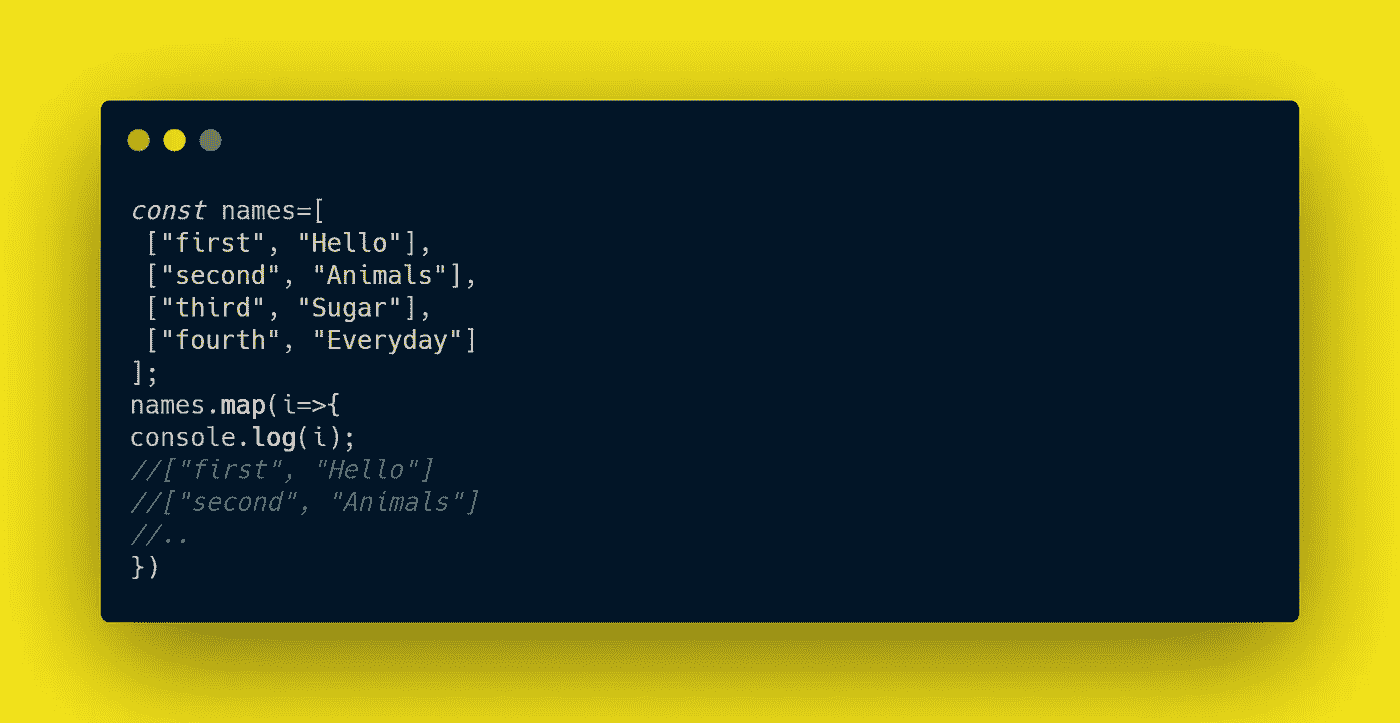 const names=[
 ["first", "Hello"],
 ["second", "Animals"],
 ["third", "Sugar"],
 ["fourth", "Everyday"]
];
names.map(i=>{
console.log(i);
//["first", "Hello"]
//["second", "Animals"]
//..
})